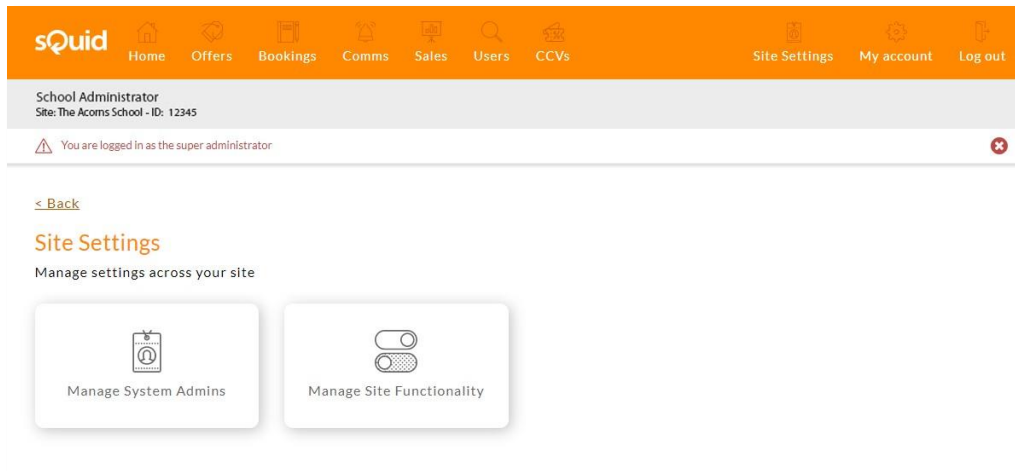 sQuid
Home Offers Bookings Comms Sales Users CCVs Site Settings My account Log out
School Administrator
Site: The Acorns School - ID: 12345
You are logged in as the super administrator
< Back
Site Settings
Manage settings across your site
Manage System Admins
Manage Site Functionality